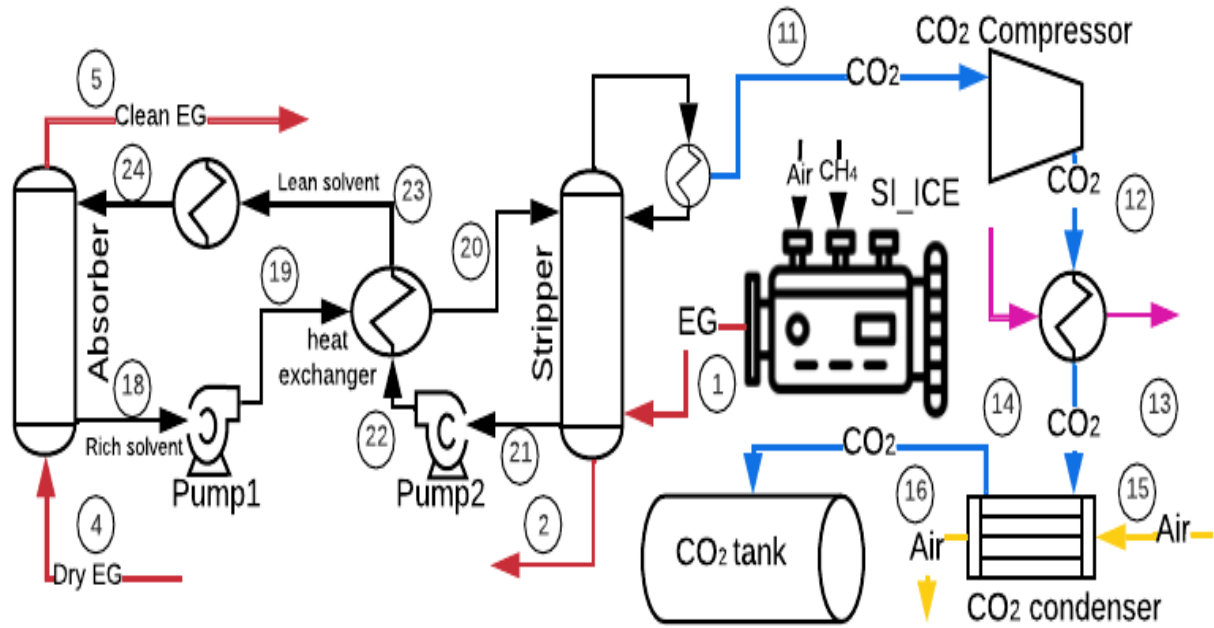 11
CO2 Compressor
5
CO2
Clean EG
24
Lean solvent
23
Air
CH4
SI_ICE
CO2
12
20
19
Absorber
heat
exchanger
Stripper
EG
1
18
Rich solvent
22
21
14
CO2
13
CO2
16
15
Pump1
Pump2
4
2
CO2 tank
Air
Air
Dry EG
CO2 condenser